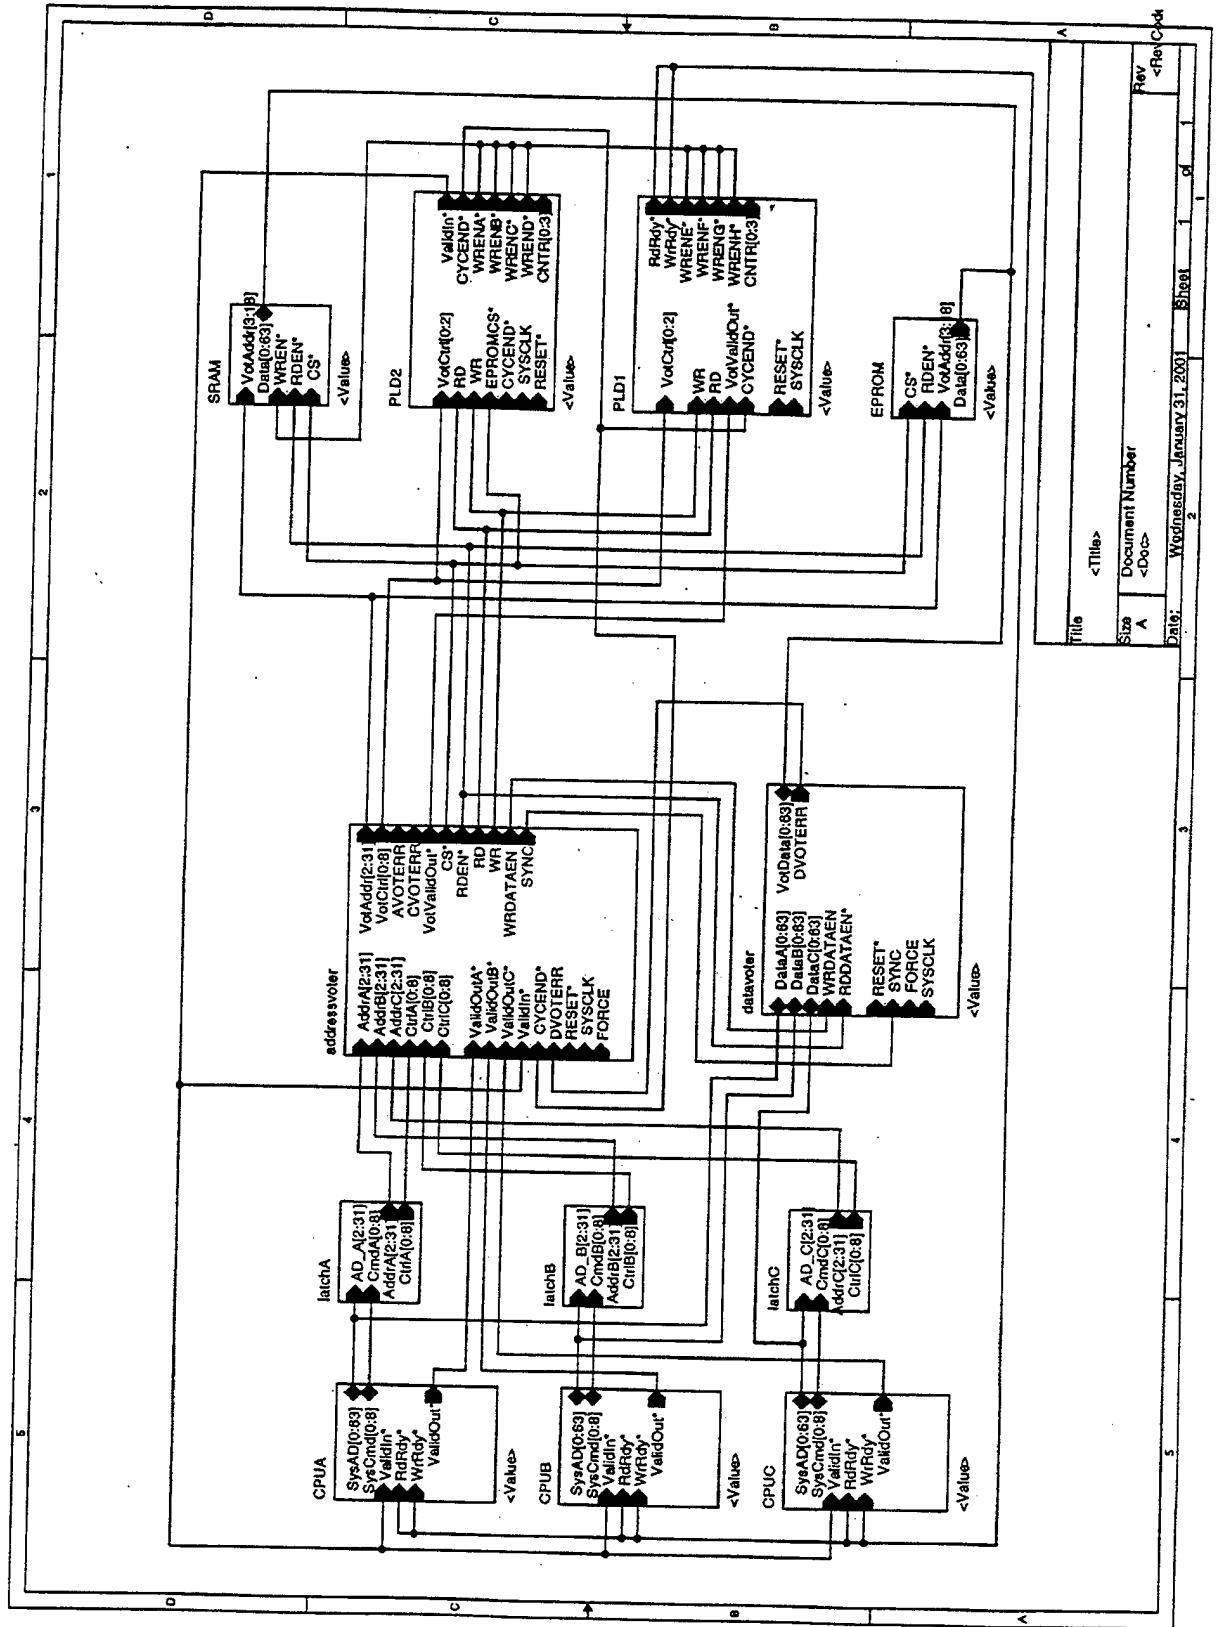 5
4
3
2
1
D
C
B
A
CPUA
SysAD[0:63]
SysCmd[0:8]
ValidIn*
RdRdy*
WrRdy*
ValidOut*
<Value>
CPUB
SysAD[0:63]
SysCmd[0:8]
ValidIn*
RdRdy*
WrRdy*
ValidOut*
<Value>
CPUC
SysAD[0:63]
SysCmd[0:8]
ValidIn*
RdRdy*
WrRdy*
ValidOut*
<Value>
latchA
AD_A[2:31]
CmdA[0:8]
AddrA[2:31]
CtrlA[0:8]
latchB
AD_B[2:31]
CmdB[0:8]
AddrB[2:31]
CtrlB[0:8]
latchC
AD_C[2:31]
CmdC[0:8]
AddrC[2:31]
CtrlC[0:8]
addressvoter
AddrA[2:31]
AddrB[2:31]
AddrC[2:31]
CtrlA[0:8]
CtrlB[0:8]
CtrlC[0:8]
ValidOutA*
ValidOutB*
ValidOutC*
ValidIn*
CYCEND*
DVOTERR
RESET*
SYSCLK
FORCE
VotAddr[2:31]
VotCtrl[0:8]
AVOTERR
CVOTERR
VotValidOut*
CS*
RDEN*
RD
WR
WRDATAEN
SYNC
datavoter
DataA[0:63]
DataB[0:63]
DataC[0:63]
WRDATAEN
RDDATAEN*
RESET*
SYNC
FORCE
SYSCLK
VotData[0:63]
DVOTERR
<Value>
SRAM
VotAddr[3:18]
Data[0:63]
WREN*
RDEN*
CS*
<Value>
PLD2
VotCtrl[0:2]
RD
WR
EPROMCS*
CYCEND*
SYSCLK
RESET*
ValidIn*
CYCEND*
WRENA*
WRENB*
WRENC*
WREND*
CNTR[0:3]
<Value>
PLD1
VotCtrl[0:2]
WR
RD
VotValidOut*
CYCEND*
RESET*
SYSCLK
RdRdy*
WrRdy*
WRENE*
WRENF*
WRENG*
WRENH*
CNTR[0:3]
<Value>
EPROM
CS*
RDEN*
VotAddr[3:18]
Data[0:63]
<Value>
Title
<Title>
Size
A
Document Number
<Doc>
Rev
<RevCode
Date:
Wednesday, January 31, 2001
Sheet
1
of
1
5
4
3
2
1
D
C
B
A